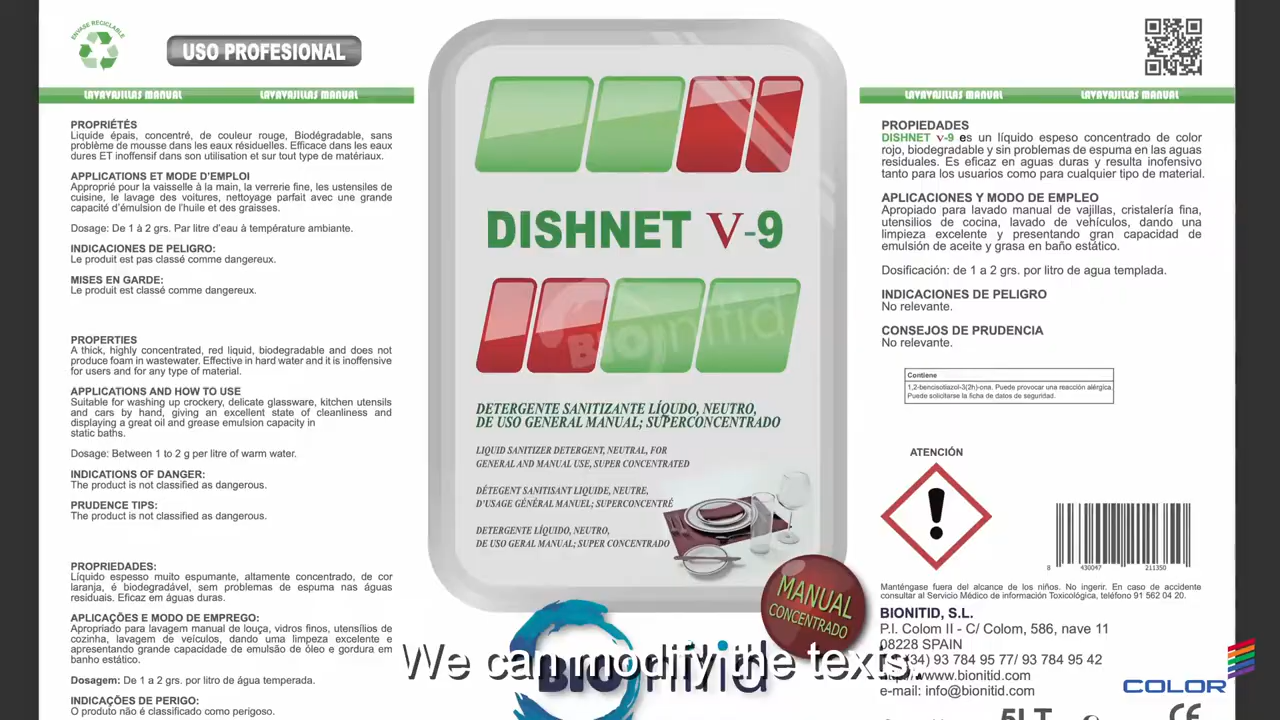 ENVASE RECICLABLE
USO PROFESIONAL
LAVAVAJILLAS MANUAL LAVAVAJILLAS MANUAL
PROPRIÉTÉS
Liquide épais, concentré, de couleur rouge, Biodégradable, sans
problème de mousse dans les eaux résiduelles. Efficace dans les eaux
dures ET inoffensif dans son utilisation et sur tout type de matériaux.
APPLICATIONS ET MODE D'EMPLOI
Approprié pour la vaisselle à la main, la verrerie fine, les ustensiles de
cuisine, le lavage des voitures, nettoyage parfait avec une grande
capacité d'émulsion de l'huile et des graisses.
Dosage: De 1 à 2 grs. Par litre d'eau à température ambiante.
INDICACIONES DE PELIGRO:
Le produit est pas classé comme dangereux.
MISES EN GARDE:
Le produit est classé comme dangereux.
PROPERTIES
A thick, highly concentrated, red liquid, biodegradable and does not
produce foam in wastewater. Effective in hard water and it is inoffensive
for users and for any type of material.
APPLICATIONS AND HOW TO USE
Suitable for washing up crockery, delicate glassware, kitchen utensils
and cars by hand, giving an excellent state of cleanliness and
displaying a great oil and grease emulsion capacity in
static baths.
Dosage: Between 1 to 2 g per litre of warm water.
INDICATIONS OF DANGER:
The product is not classified as dangerous.
PRUDENCE TIPS:
The product is not classified as dangerous.
PROPRIEDADES:
Líquido espesso muito espumante, altamente concentrado, de cor
laranja, é biodegradável, sem problemas de espuma nas águas
residuais. Eficaz em águas duras.
APLICAÇÕES E MODO DE EMPREGO:
Apropriado para lavagem manual de louça, vidros finos, utensílios de
cozinha, lavagem de veículos, dando uma limpeza excelente e
apresentando grande capacidade de emulsão de óleo e gordura em
banho estático.
Dosagem: De 1 a 2 grs. por litro de água temperada.
INDICAÇÕES DE PERIGO:
O produto não é classificado como perigoso.
DISHNET V-9
BIOnitid
DETERGENTE SANITIZANTE LÍQUDO, NEUTRO,
DE USO GENERAL MANUAL; SUPERCONCENTRADO
LIQUID SANITIZER DETERGENT, NEUTRAL, FOR
GENERAL AND MANUAL USE, SUPER CONCENTRATED
DÉTEGENT SANITISANT LIQUIDE, NEUTRE,
D'USAGE GÉNÉRAL MANUEL; SUPERCONCENTRÉ
DETERGENTE LÍQUIDO, NEUTRO,
DE USO GERAL MANUAL; SUPER CONCENTRADO
MANUAL
CONCENTRADO
BIOnitid
LAVAVAJILLAS MANUAL LAVAVAJILLAS MANUAL
PROPIEDADES
DISHNET V-9 es un líquido espeso concentrado de color
rojo, biodegradable y sin problemas de espuma en las aguas
residuales. Es eficaz en aguas duras y resulta inofensivo
tanto para los usuarios como para cualquier tipo de material.
APLICACIONES Y MODO DE EMPLEO
Apropiado para lavado manual de vajillas, cristalería fina,
utensilios de cocina, lavado de vehículos, dando una
limpieza excelente y presentando gran capacidad de
emulsión de aceite y grasa en baño estático.
Dosificación: de 1 a 2 grs. por litro de agua templada.
INDICACIONES DE PELIGRO
No relevante.
CONSEJOS DE PRUDENCIA
No relevante.
Contiene
1,2-bencisotiazol-3(2h)-ona. Puede provocar una reacción alérgica.
Puede solicitarse la ficha de datos de seguridad.
ATENCIÓN
8 430047 211350
Manténgase fuera del alcance de los niños. No ingerir. En caso de accidente
consultar al Servicio Médico de información Toxicológica, teléfono 91 562 04 20.
BIONITID, S.L.
P.I. Colom II - C/ Colom, 586, nave 11
08228 SPAIN
34) 93 784 95 77/ 93 784 95 42
www.bionitid.com
e-mail: info@bionitid.com
5LT
CE
We can modify the texts.
COLOR